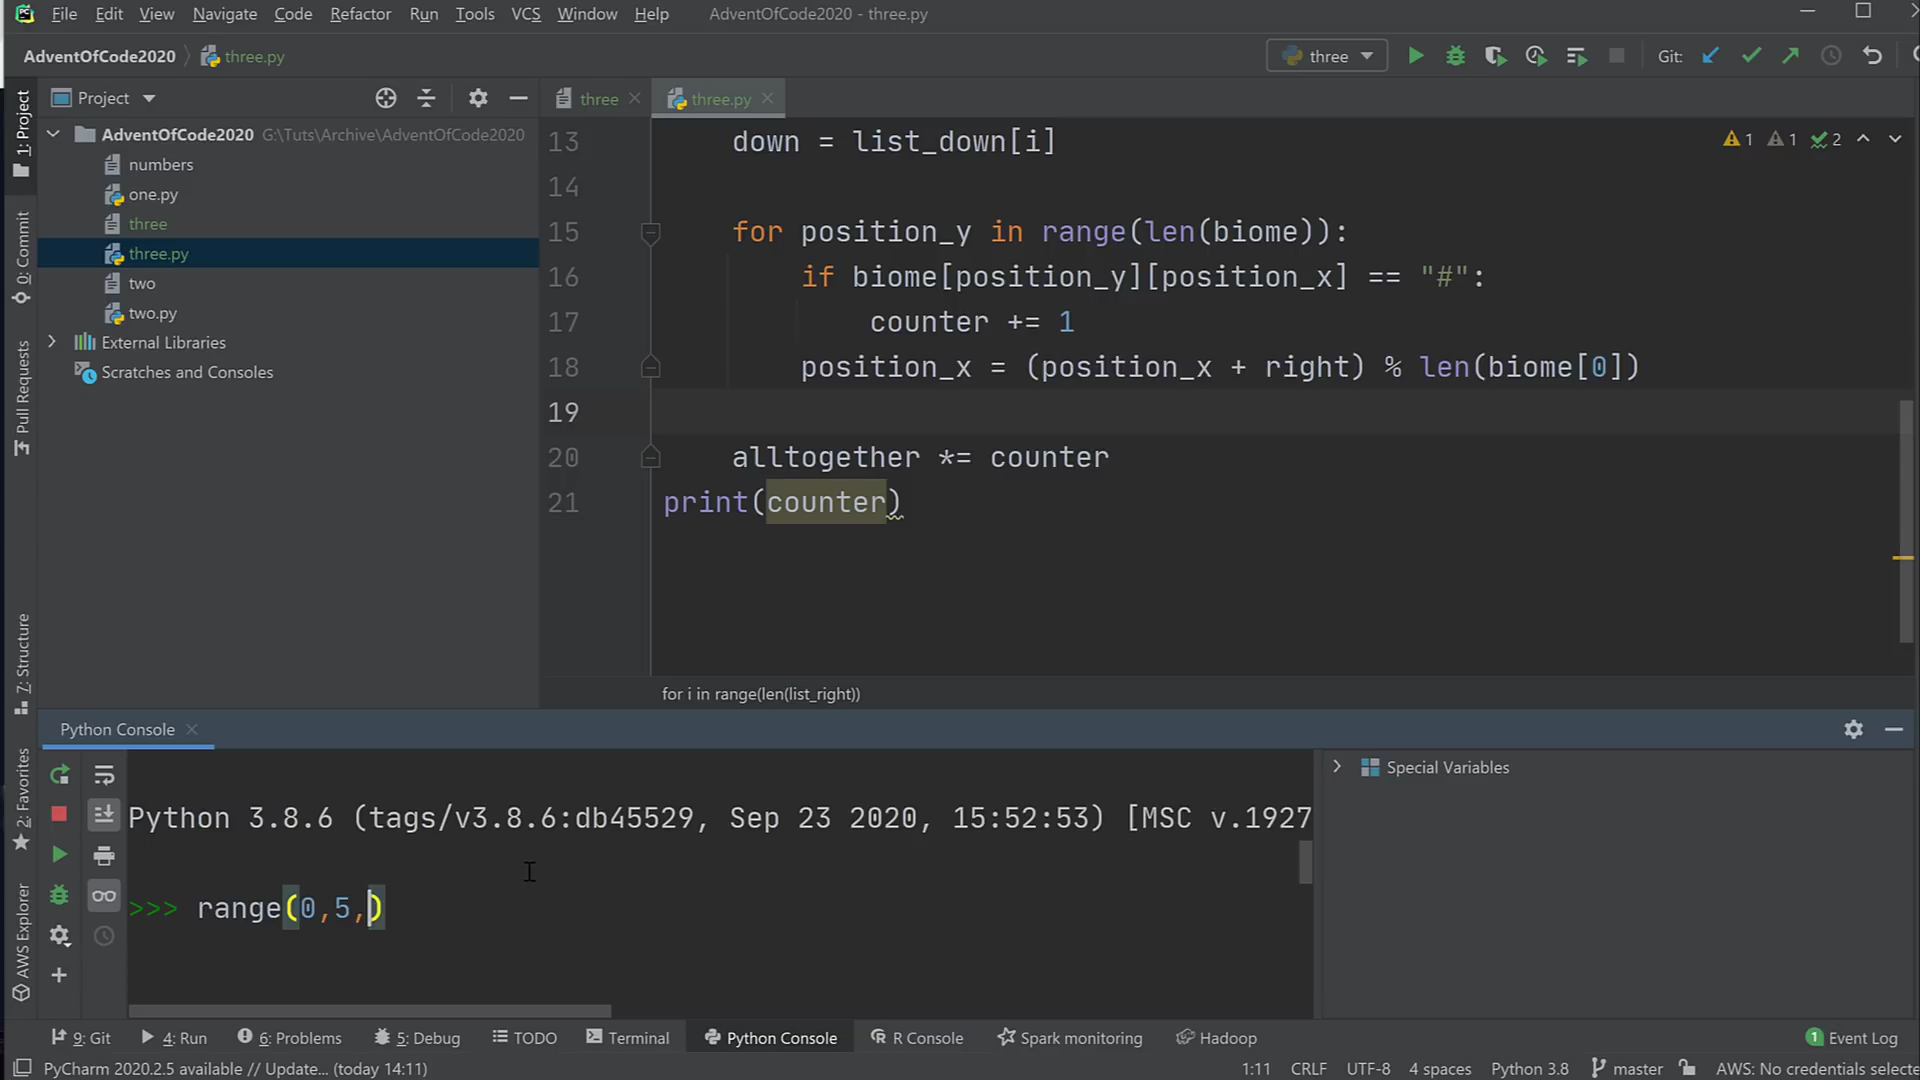 File Edit View Navigate Code Refactor Run Tools VCS Window Help AdventOfCode2020 - three.py
AdventOfCode2020 three.py three Git:
Project three three.py
AdventOfCode2020 G:\Tuts\Archive\AdventOfCode2020
numbers
one.py
three
three.py
two
two.py
External Libraries
Scratches and Consoles
1: Project
0: Commit
Pull Requests
7: Structure
2: Favorites
AWS Explorer
1 1 2
13 down = list_down[i]
14
15 for position_y in range(len(biome)):
16 if biome[position_y][position_x] == "#":
17 counter += 1
18 position_x = (position_x + right) % len(biome[0])
19
20 alltogether *= counter
21 print(counter)
for i in range(len(list_right))
Python Console
Python 3.8.6 (tags/v3.8.6:db45529, Sep 23 2020, 15:52:53) [MSC v.1927
>>> range(0,5,)
Special Variables
9: Git 4: Run 6: Problems 5: Debug TODO Terminal Python Console R Console Spark monitoring Hadoop 1 Event Log
PyCharm 2020.2.5 available // Update... (today 14:11) 1:11 CRLF UTF-8 4 spaces Python 3.8 master AWS: No credentials selecte